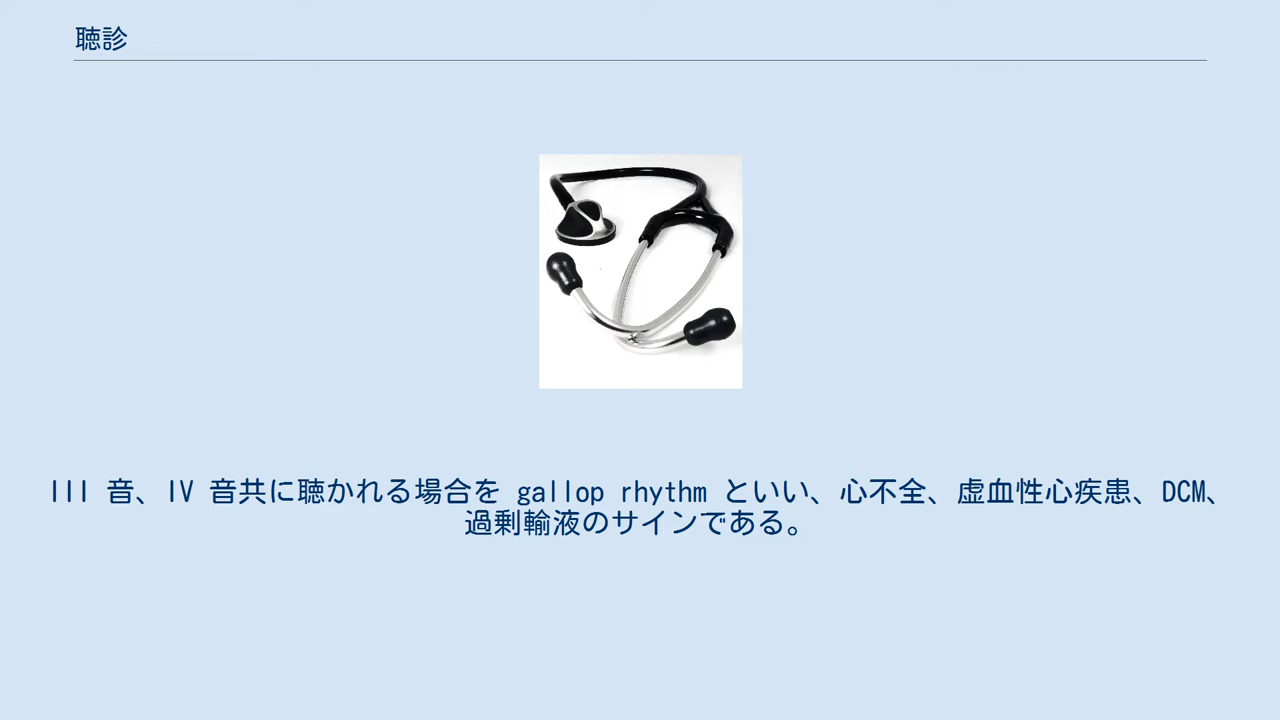 聴診
III 音、IV 音共に聴かれる場合を gallop rhythm といい、心不全、虚血性心疾患、DCM、
過剰輸液のサインである。